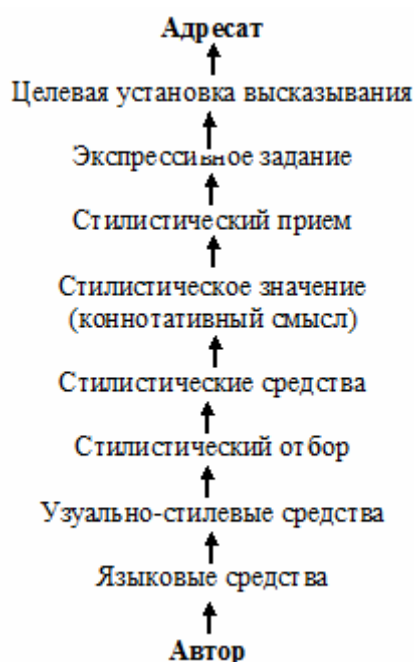 Адресат
Целевая установка высказывания
Экспрессивное задание
Стилистический прием
Стилистическое значение
(коннотативный смысл)
Стилистические средства
Стилистический отбор
Узуально-стилевые средства
Языковые средства
Автор